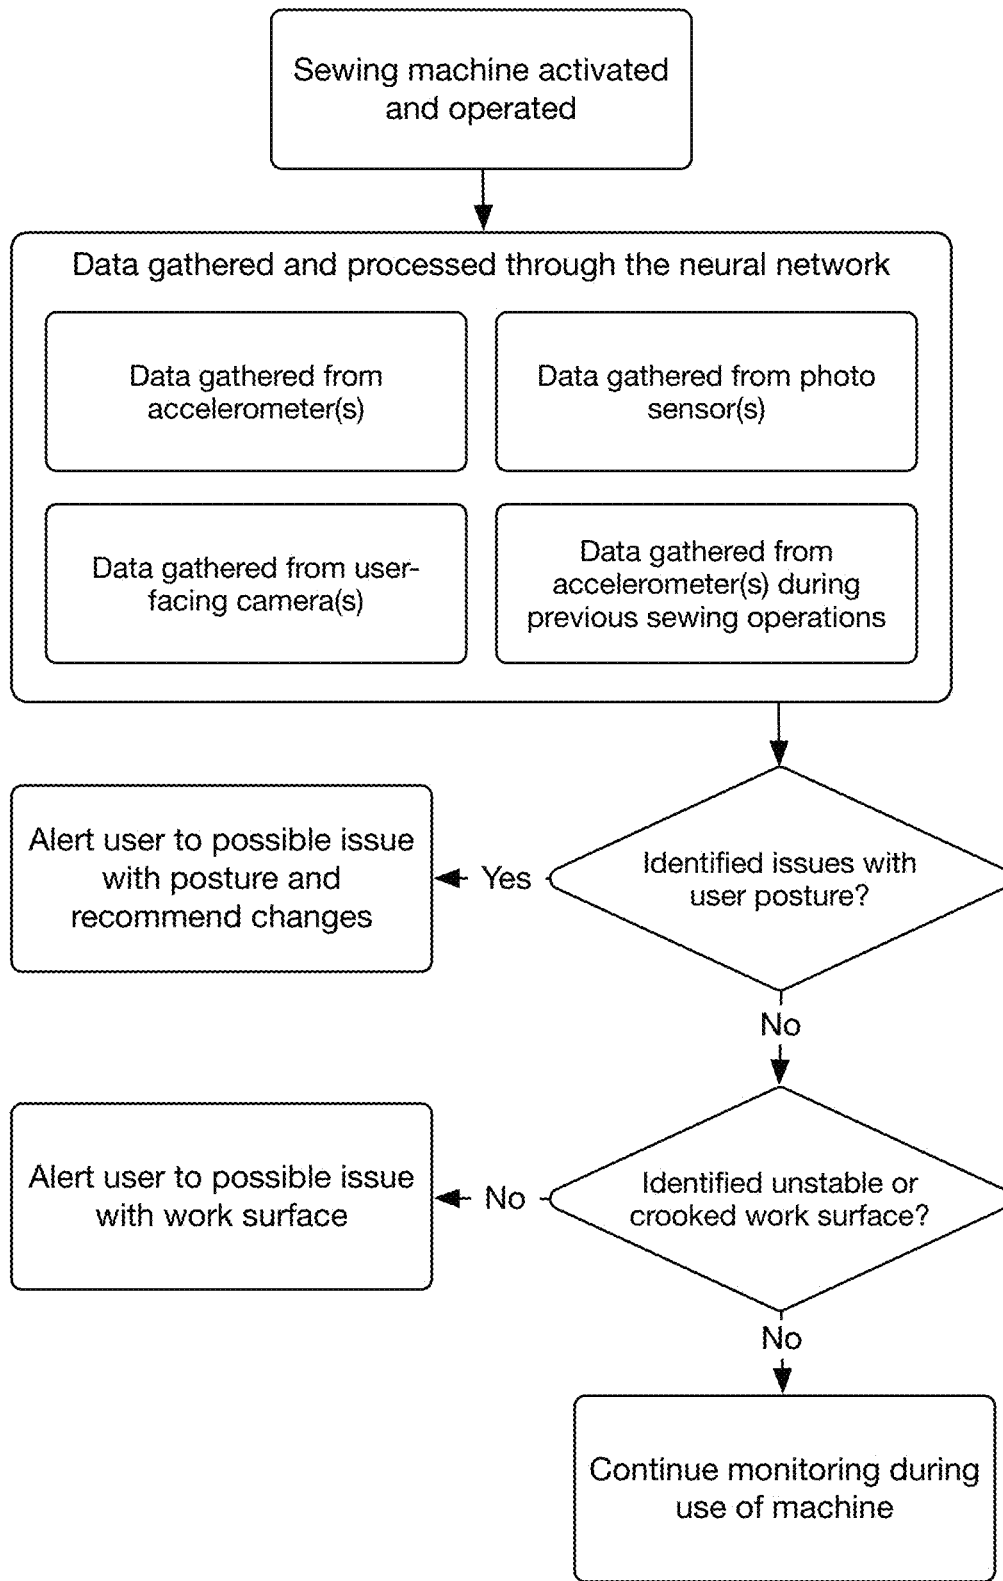 Sewing machine activated
and operated
Data gathered and processed through the neural network
Data gathered from
accelerometer(s)
Data gathered from photo
sensor(s)
Data gathered from user-
facing camera(s)
Data gathered from
accelerometer(s) during
previous sewing operations
Identified issues with
user posture?
Yes
Alert user to possible issue
with posture and
recommend changes
No
Identified unstable or
crooked work surface?
No
Alert user to possible issue
with work surface
No
Continue monitoring during
use of machine